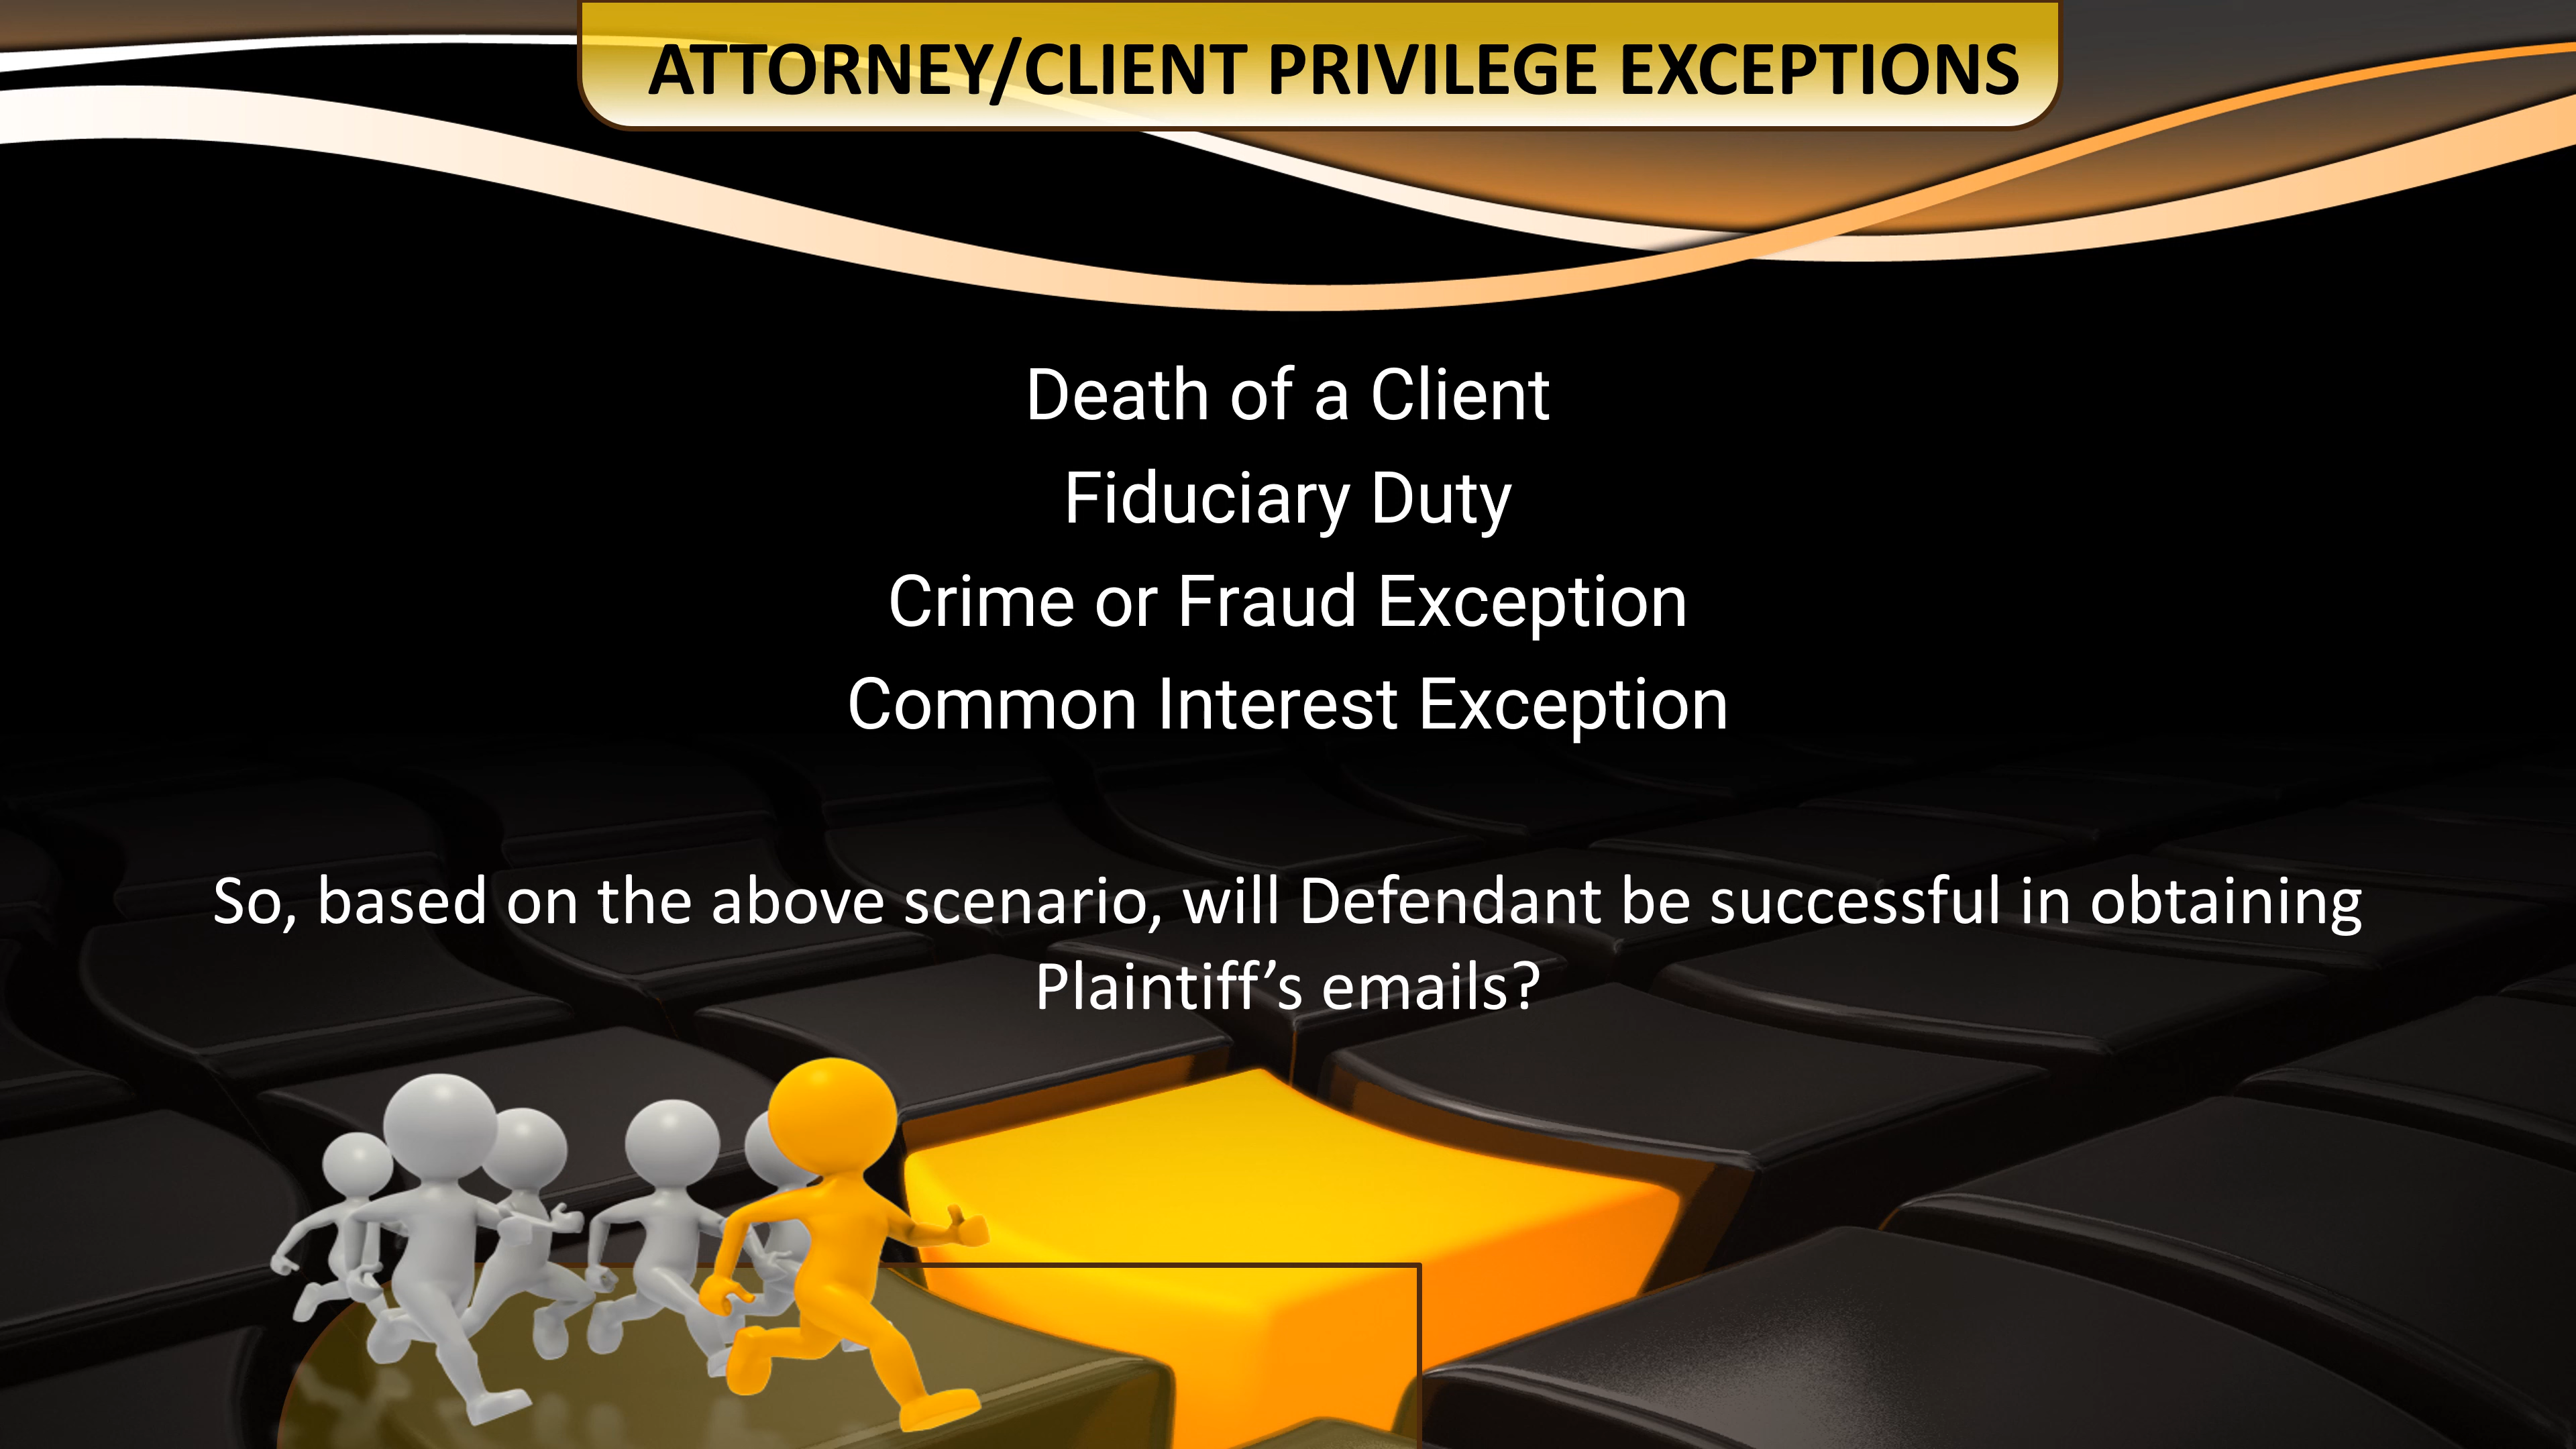 ATTORNEY/CLIENT PRIVILEGE EXCEPTIONS
Death of a Client
Fiduciary Duty
Crime or Fraud Exception
Common Interest Exception
So, based on the above scenario, will Defendant be successful in obtaining
Plaintiff’s emails?